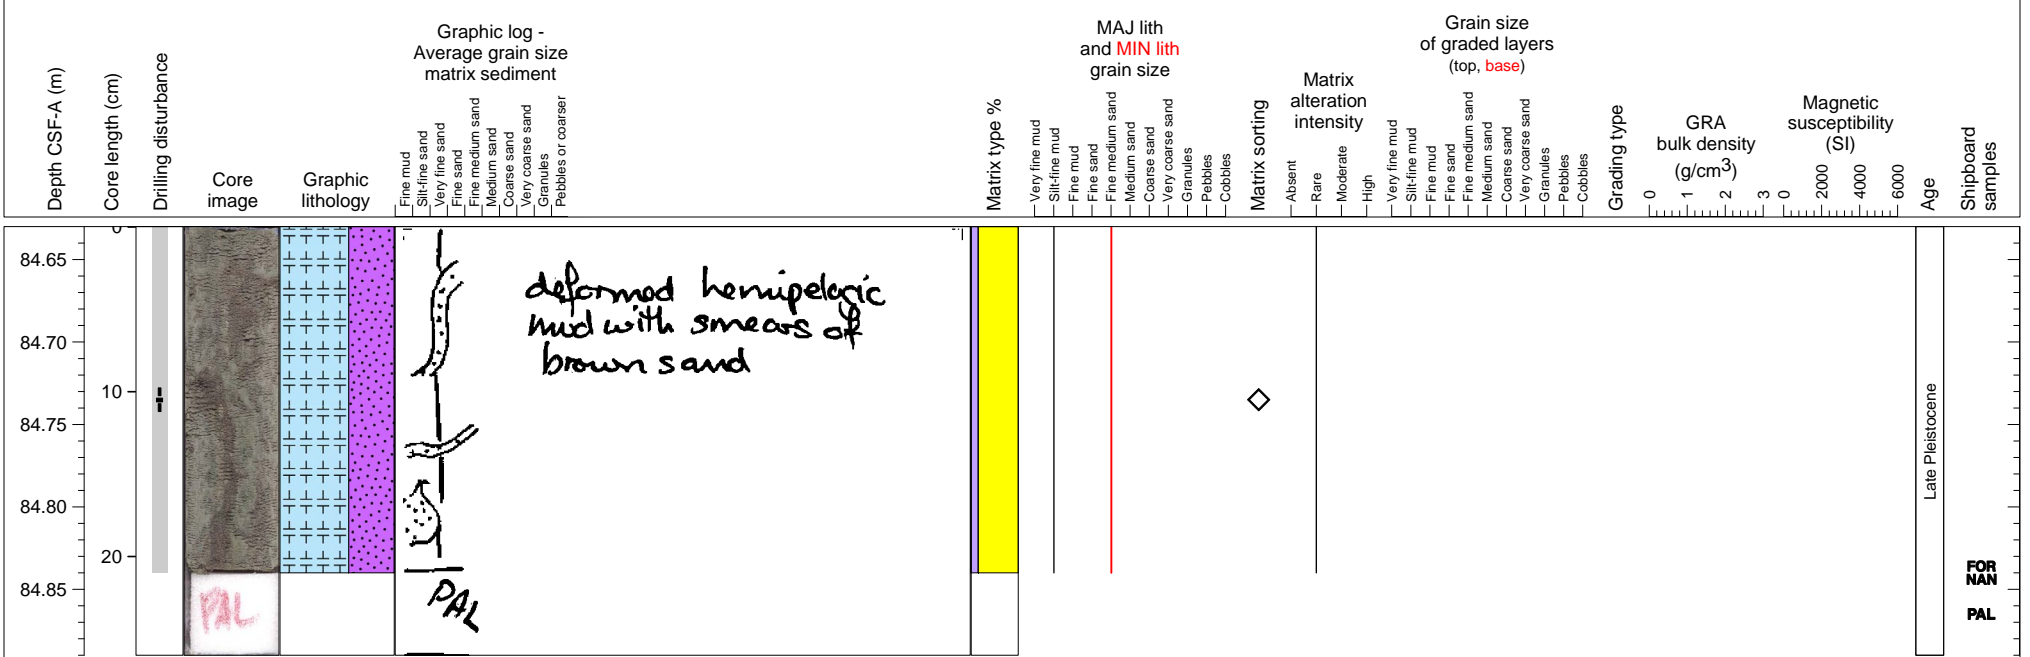 Depth CSF-A (m)
Core length (cm)
Drilling disturbance
Core
image
Graphic
lithology
Graphic log -
Average grain size
matrix sediment
Fine mud
Silt-fine sand
Very fine sand
Fine sand
Fine medium sand
Medium sand
Coarse sand
Very coarse sand
Granules
Pebbles or coarser
Matrix type %
MAJ lith
and MIN lith
grain size
Very fine mud
Silt-fine mud
Fine mud
Fine sand
Fine medium sand
Medium sand
Coarse sand
Very coarse sand
Granules
Pebbles
Cobbles
Matrix sorting
Matrix
alteration
intensity
Absent
Rare
Moderate
High
Grain size
of graded layers
(top, base)
Very fine mud
Silt-fine mud
Fine mud
Fine sand
Fine medium sand
Medium sand
Coarse sand
Very coarse sand
Granules
Pebbles
Cobbles
Grading type
GRA
bulk density
(g/cm3)
0 1 2 3
Magnetic
susceptibility
(SI)
0 2000 4000 6000
Age
Shipboard
samples
84.65
84.70
84.75
84.80
84.85
0
10
20
PAL
deformed hemipelagic
mud with smears of
brown sand
PAL
Late Pleistocene
FOR
NAN
PAL